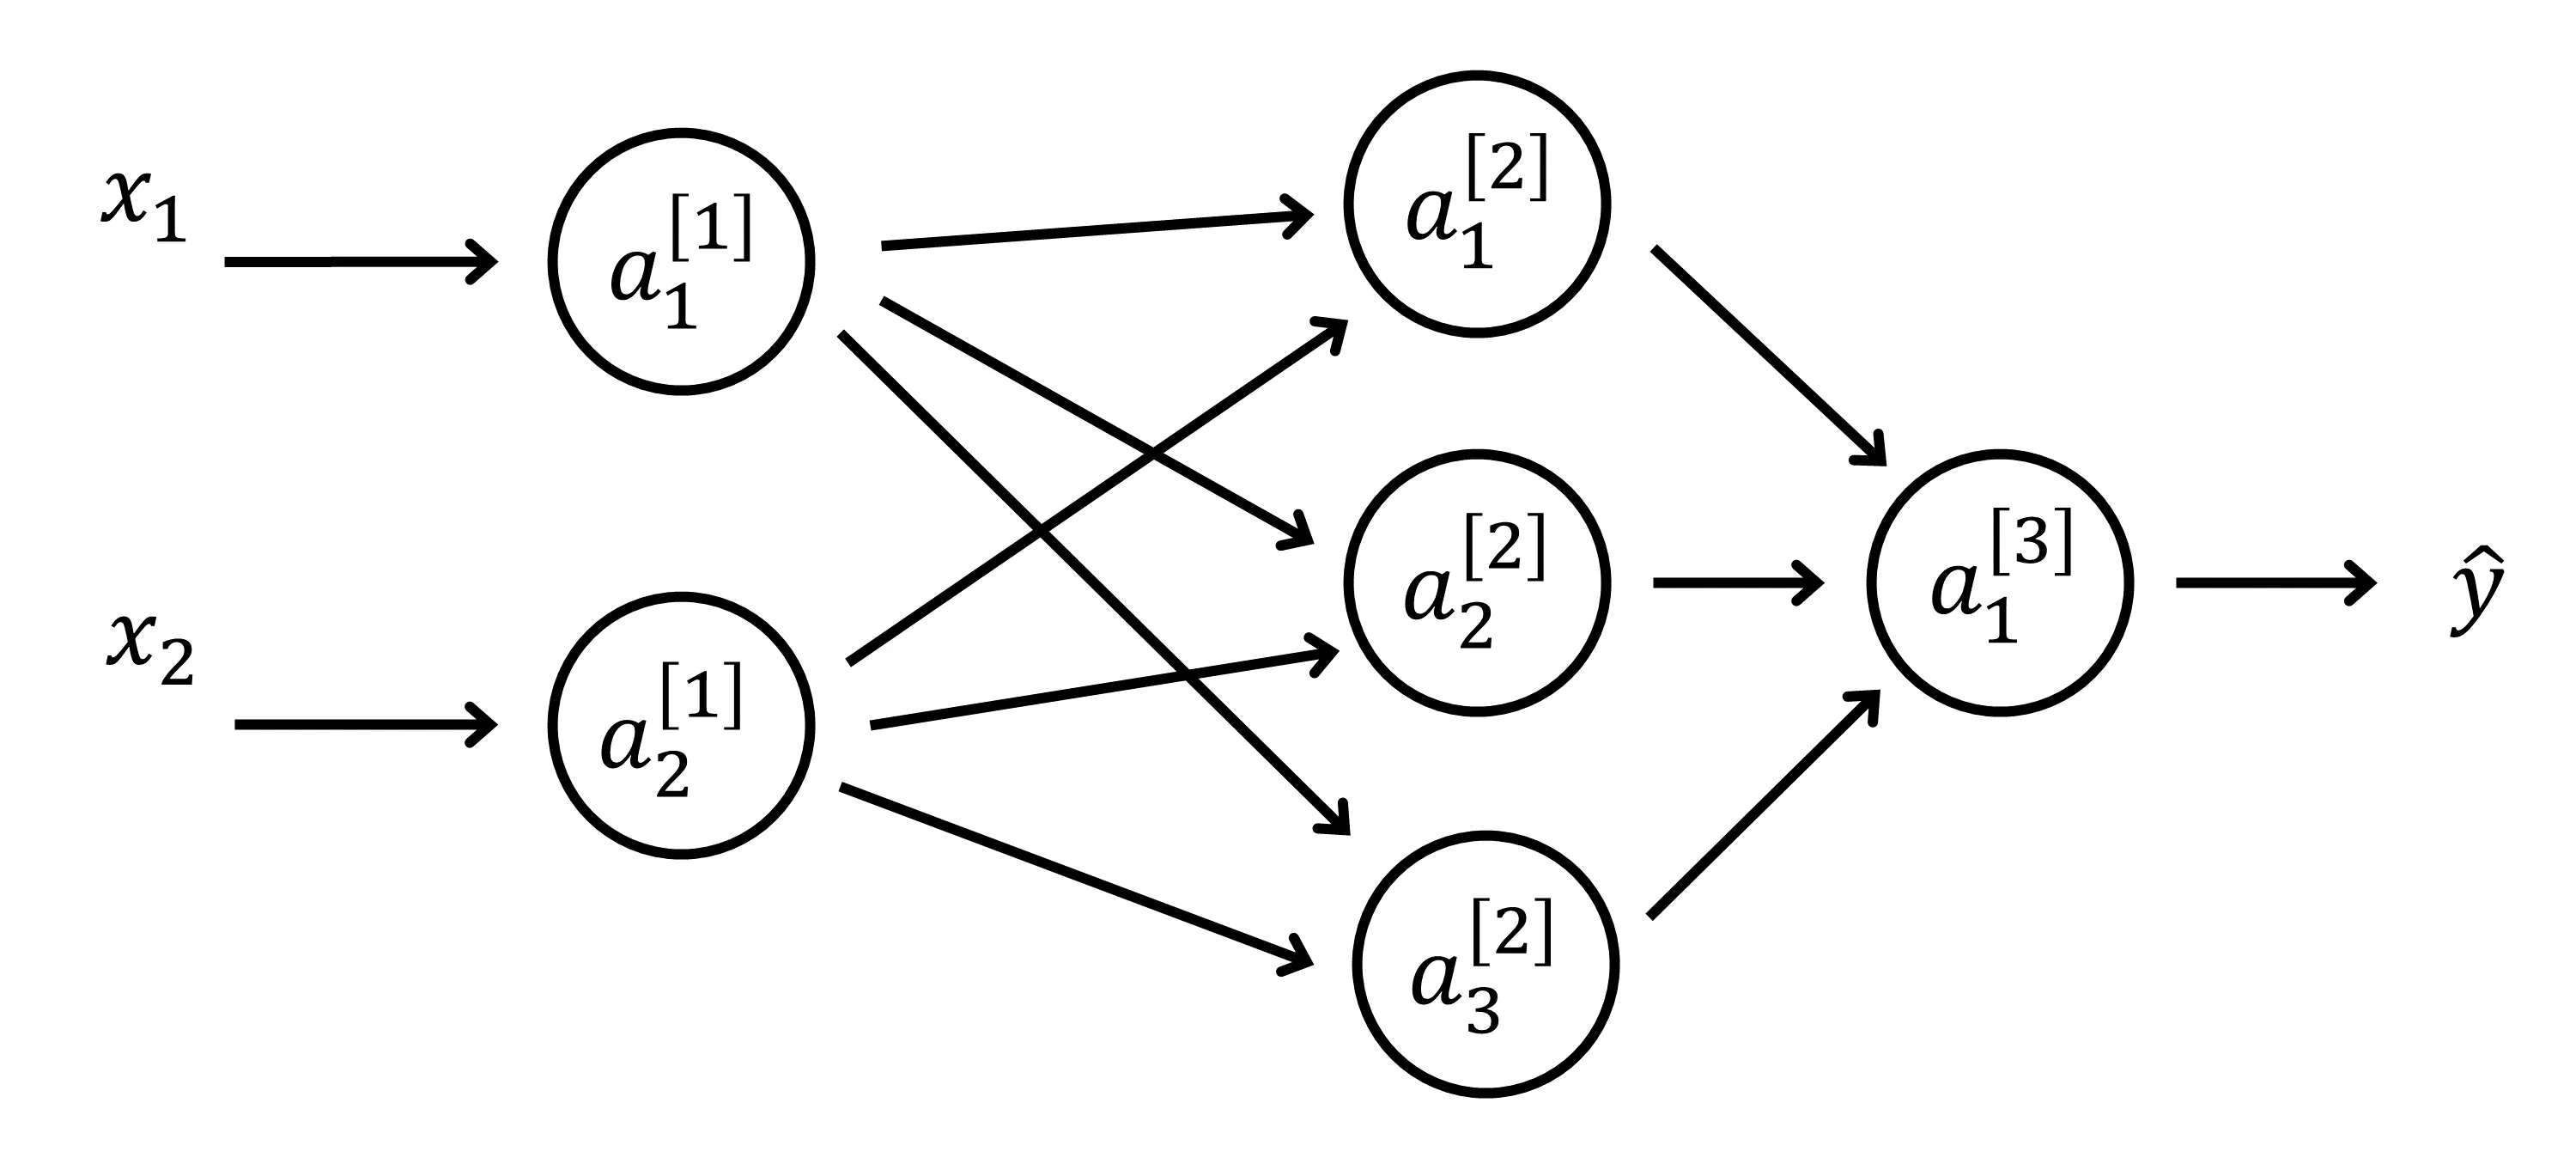 x₁
a₁^[1]
a₁^[2]
x₂
a₂^[1]
a₂^[2]
a₃^[2]
a₁^[3]
ŷ